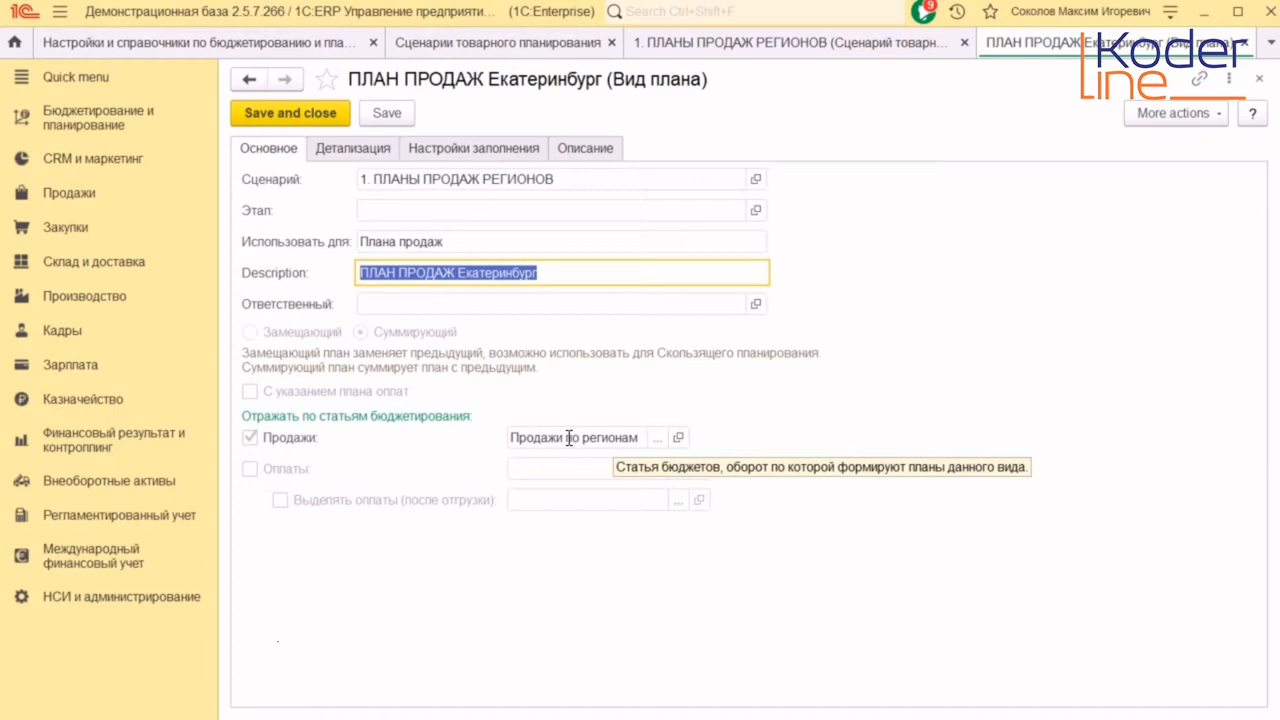 Демонстрационная база 2.5.7.266 / 1С:ERP Управление предприяти... (1C:Enterprise) Search Ctrl+Shift+F 9 Соколов Максим Игоревич
Настройки и справочники по бюджетированию и пла... Сценарии товарного планирования 1. ПЛАНЫ ПРОДАЖ РЕГИОНОВ (Сценарий товарн... ПЛАН ПРОДАЖ Екатеринбург (Вид плана)
Koder
line
Quick menu
Бюджетирование и
планирование
CRM и маркетинг
Продажи
Закупки
Склад и доставка
Производство
Кадры
Зарплата
Казначейство
Финансовый результат и
контроллинг
Внеоборотные активы
Регламентированный учет
Международный
финансовый учет
НСИ и администрирование
ПЛАН ПРОДАЖ Екатеринбург (Вид плана)
Save and close Save More actions ?
Основное Детализация Настройки заполнения Описание
Сценарий: 1. ПЛАНЫ ПРОДАЖ РЕГИОНОВ
Этап:
Использовать для: Плана продаж
Description: ПЛАН ПРОДАЖ Екатеринбург
Ответственный:
Замещающий Суммирующий
Замещающий план заменяет предыдущий, возможно использовать для Скользящего планирования.
Суммирующий план суммирует план с предыдущим.
С указанием плана оплат
Отражать по статьям бюджетирования:
Продажи: Продажи по регионам ...
Оплаты:
Статья бюджетов, оборот по которой формируют планы данного вида.
Выделять оплаты (после отгрузки): ...